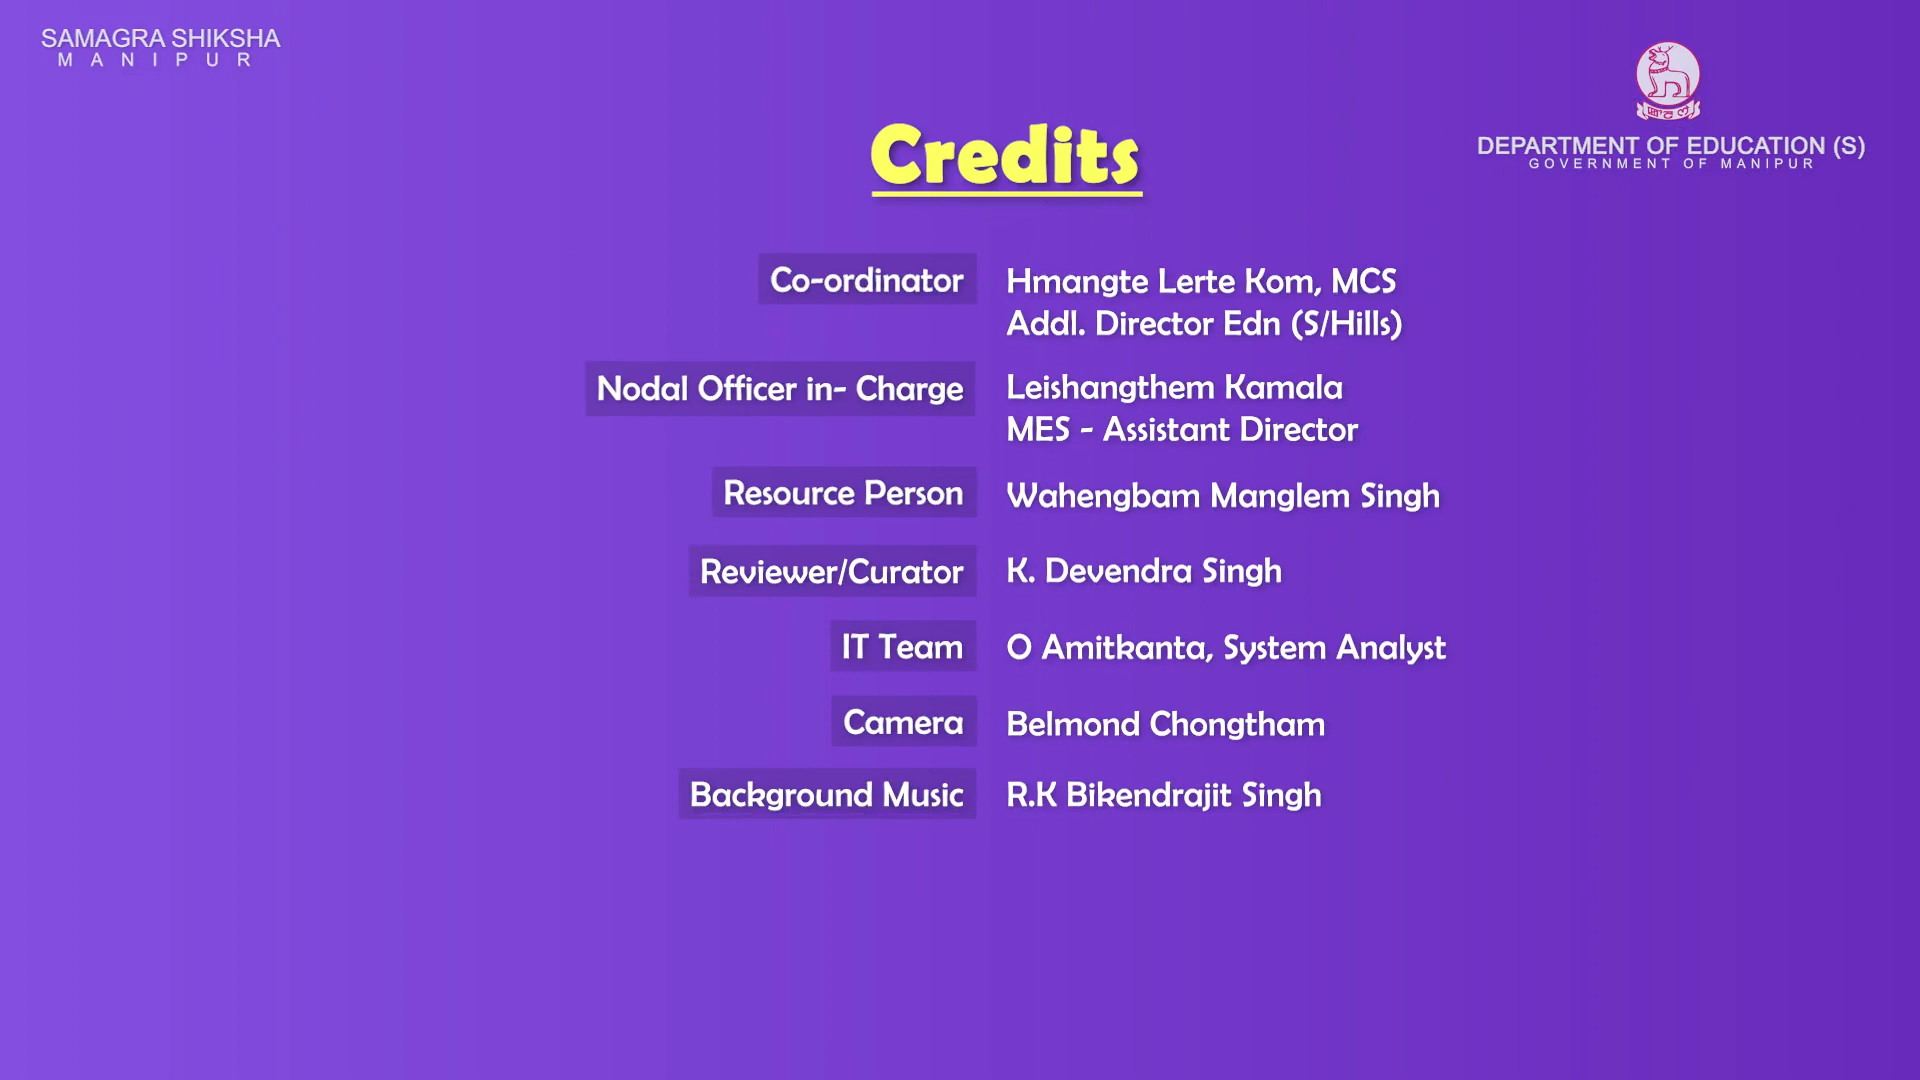 SAMAGRA SHIKSHA
MANIPUR
DEPARTMENT OF EDUCATION (S)
GOVERNMENT OF MANIPUR
Credits
Co-ordinator Hmangte Lerte Kom, MCS
Addl. Director Edn (S/Hills)
Nodal Officer in- Charge Leishangthem Kamala
MES - Assistant Director
Resource Person Wahengbam Manglem Singh
Reviewer/Curator K. Devendra Singh
IT Team O Amitkanta, System Analyst
Camera Belmond Chongtham
Background Music R.K Bikendrajit Singh